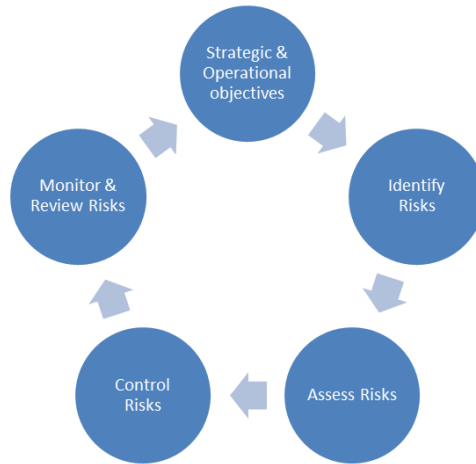 Strategic &
Operational
objectives
Identify
Risks
Assess Risks
Control
Risks
Monitor &
Review Risks